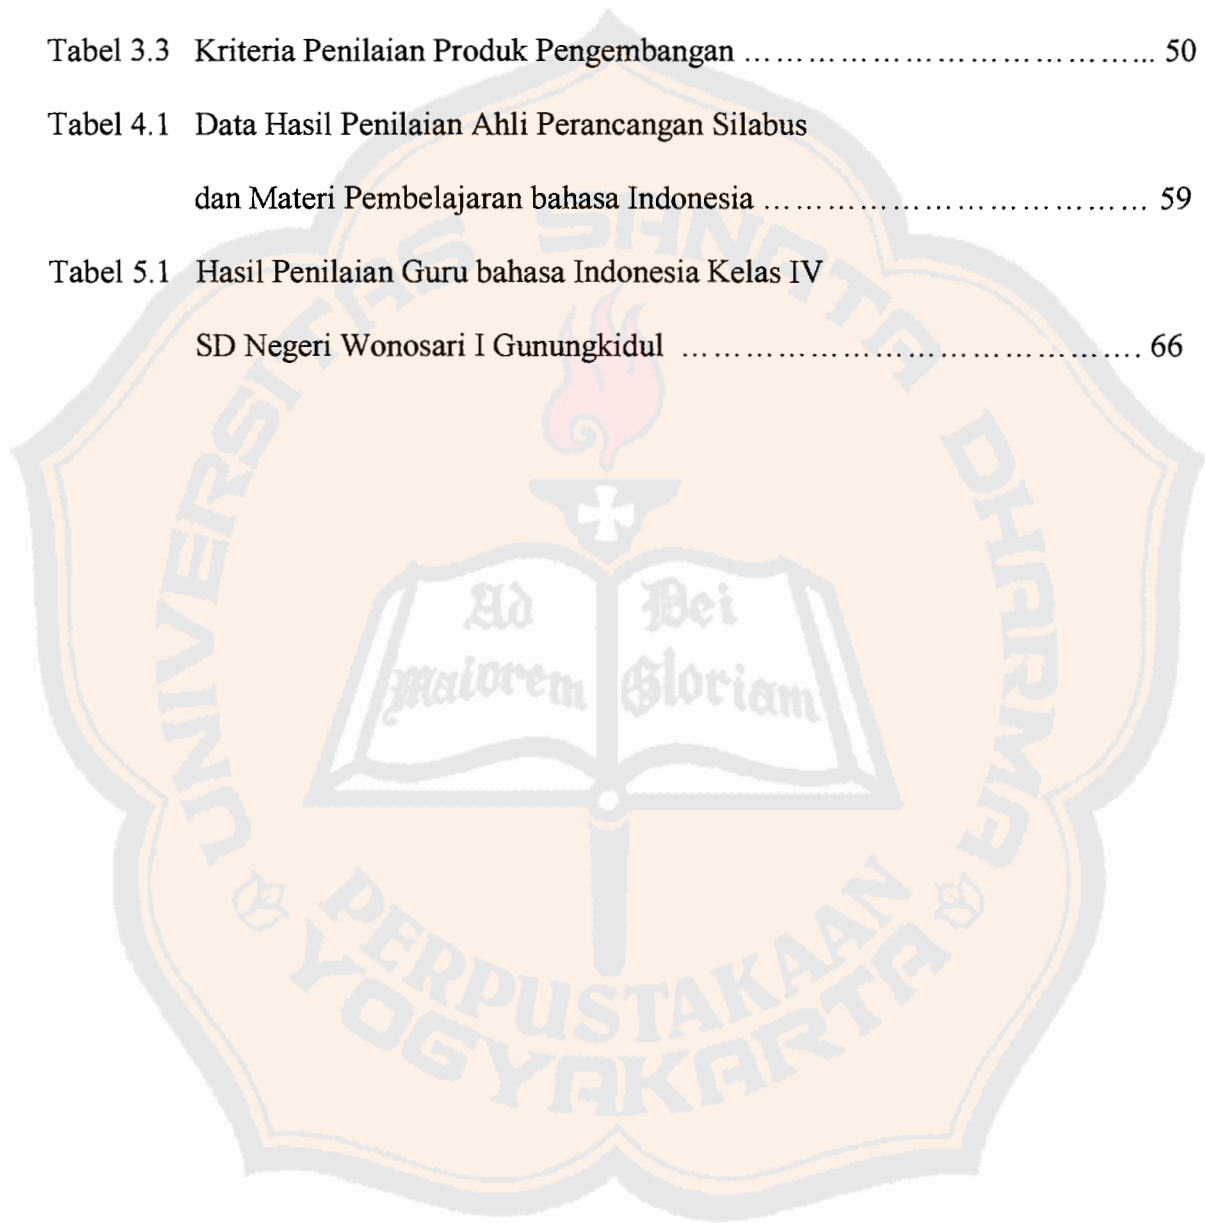 Tabel 3.3 Kriteria Penilaian Produk Pengembangan .................................... 50
Tabel 4.1 Data Hasil Penilaian Ahli Perancangan Silabus
dan Materi Pembelajaran bahasa Indonesia .................................... 59
Tabel 5.1 Hasil Penilaian Guru bahasa Indonesia Kelas IV
SD Negeri Wonosari I Gunungkidul .................................... 66
UNIVERSITAS SANATA DHARMA
Ad Dei
maiorem Gloriam
PERPUSTAKAAN
YOGYAKARTA